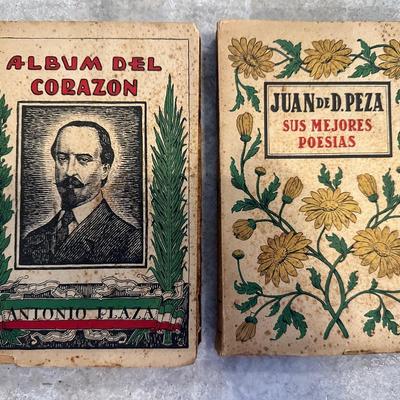 ALBUM DEL
CORAZON
ANTONIO PLAZA
JUAN DE D. PEZA
SUS MEJORES
POESIAS